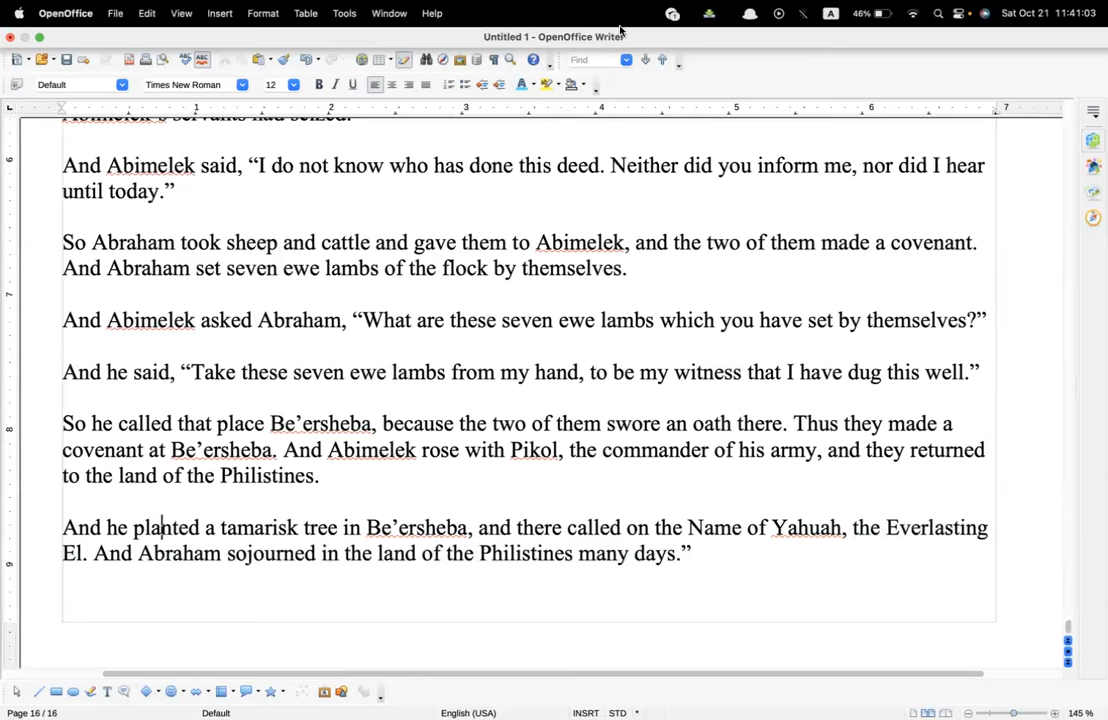 OpenOffice File Edit View Insert Format Table Tools Window Help A 46% Sat Oct 21 11:41:03
Untitled 1 - OpenOffice Writer
Find
Default Times New Roman 12 B I U
1 2 3 4 5 6 7
And Abimelek said, “I do not know who has done this deed. Neither did you inform me, nor did I hear
until today.”
So Abraham took sheep and cattle and gave them to Abimelek, and the two of them made a covenant.
And Abraham set seven ewe lambs of the flock by themselves.
And Abimelek asked Abraham, “What are these seven ewe lambs which you have set by themselves?”
And he said, “Take these seven ewe lambs from my hand, to be my witness that I have dug this well.”
So he called that place Be’ersheba, because the two of them swore an oath there. Thus they made a
covenant at Be’ersheba. And Abimelek rose with Pikol, the commander of his army, and they returned
to the land of the Philistines.
And he planted a tamarisk tree in Be’ersheba, and there called on the Name of Yahuah, the Everlasting
El. And Abraham sojourned in the land of the Philistines many days.”
Page 16 / 16 Default English (USA) INSRT STD * 145 %